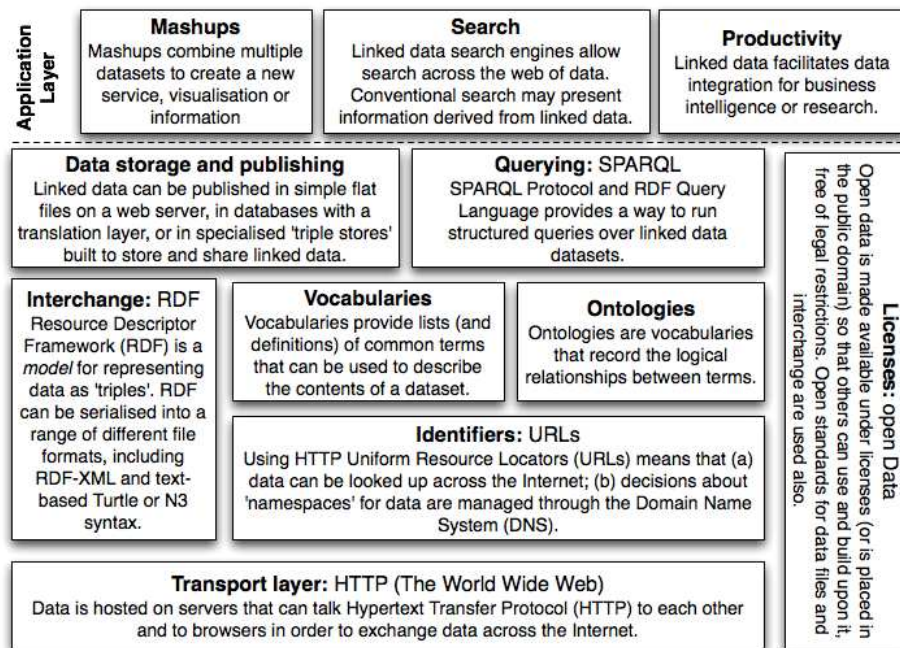 Application
Layer
Mashups
Mashups combine multiple
datasets to create a new
service, visualisation or
information
Search
Linked data search engines allow
search across the web of data.
Conventional search may present
information derived from linked data.
Productivity
Linked data facilitates data
integration for business
intelligence or research.
Data storage and publishing
Linked data can be published in simple flat
files on a web server, in databases with a
translation layer, or in specialised 'triple stores'
built to store and share linked data.
Querying: SPARQL
SPARQL Protocol and RDF Query
Language provides a way to run
structured queries over linked data
datasets.
Interchange: RDF
Resource Descriptor
Framework (RDF) is a
model for representing
data as 'triples'. RDF
can be serialised into a
range of different file
formats, including
RDF-XML and text-
based Turtle or N3
syntax.
Vocabularies
Vocabularies provide lists (and
definitions) of common terms
that can be used to describe
the contents of a dataset.
Ontologies
Ontologies are vocabularies
that record the logical
relationships between terms.
Identifiers: URLs
Using HTTP Uniform Resource Locators (URLs) means that (a)
data can be looked up across the Internet; (b) decisions about
'namespaces' for data are managed through the Domain Name
System (DNS).
Transport layer: HTTP (The World Wide Web)
Data is hosted on servers that can talk Hypertext Transfer Protocol (HTTP) to each other
and to browsers in order to exchange data across the Internet.
Licenses: open Data
Open data is made available under licenses (or is placed in
the public domain) so that others can use and build upon it,
free of legal restrictions. Open standards for data files and
interchange are used also.